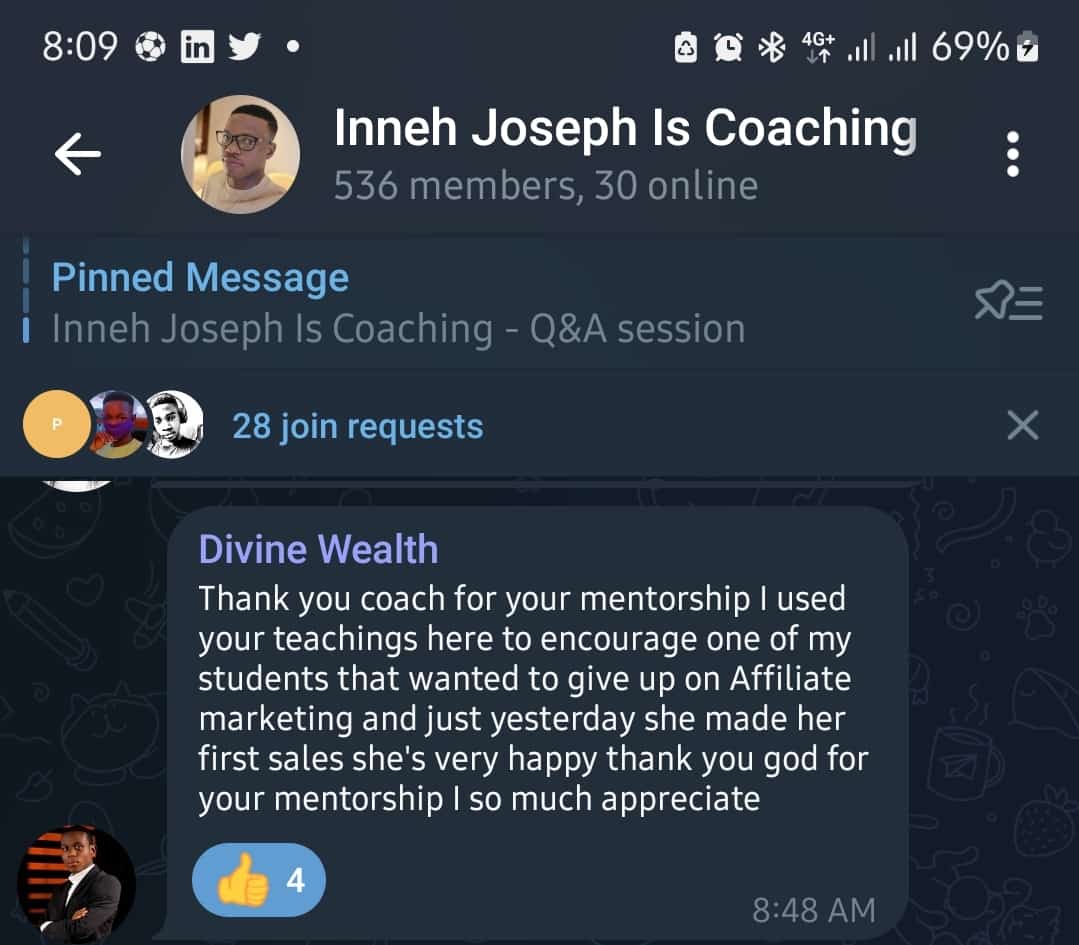 8:09
in
4G+
69%
Inneh Joseph Is Coaching
536 members, 30 online
Pinned Message
Inneh Joseph Is Coaching - Q&A session
P
28 join requests
Divine Wealth
Thank you coach for your mentorship I used
your teachings here to encourage one of my
students that wanted to give up on Affiliate
marketing and just yesterday she made her
first sales she's very happy thank you god for
your mentorship I so much appreciate
4
8:48 AM